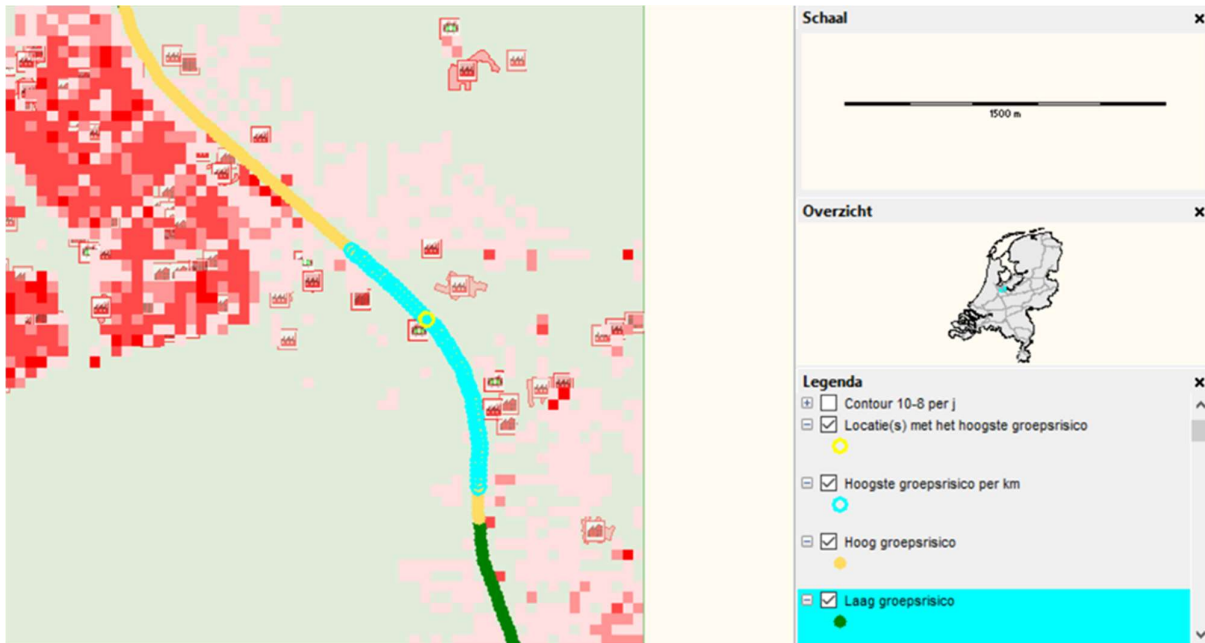 Schaal
1500 m
Overzicht
Legenda
Contour 10-8 per j
Locatie(s) met het hoogste groepsrisico
Hoogste groepsrisico per km
Hoog groepsrisico
Laag groepsrisico